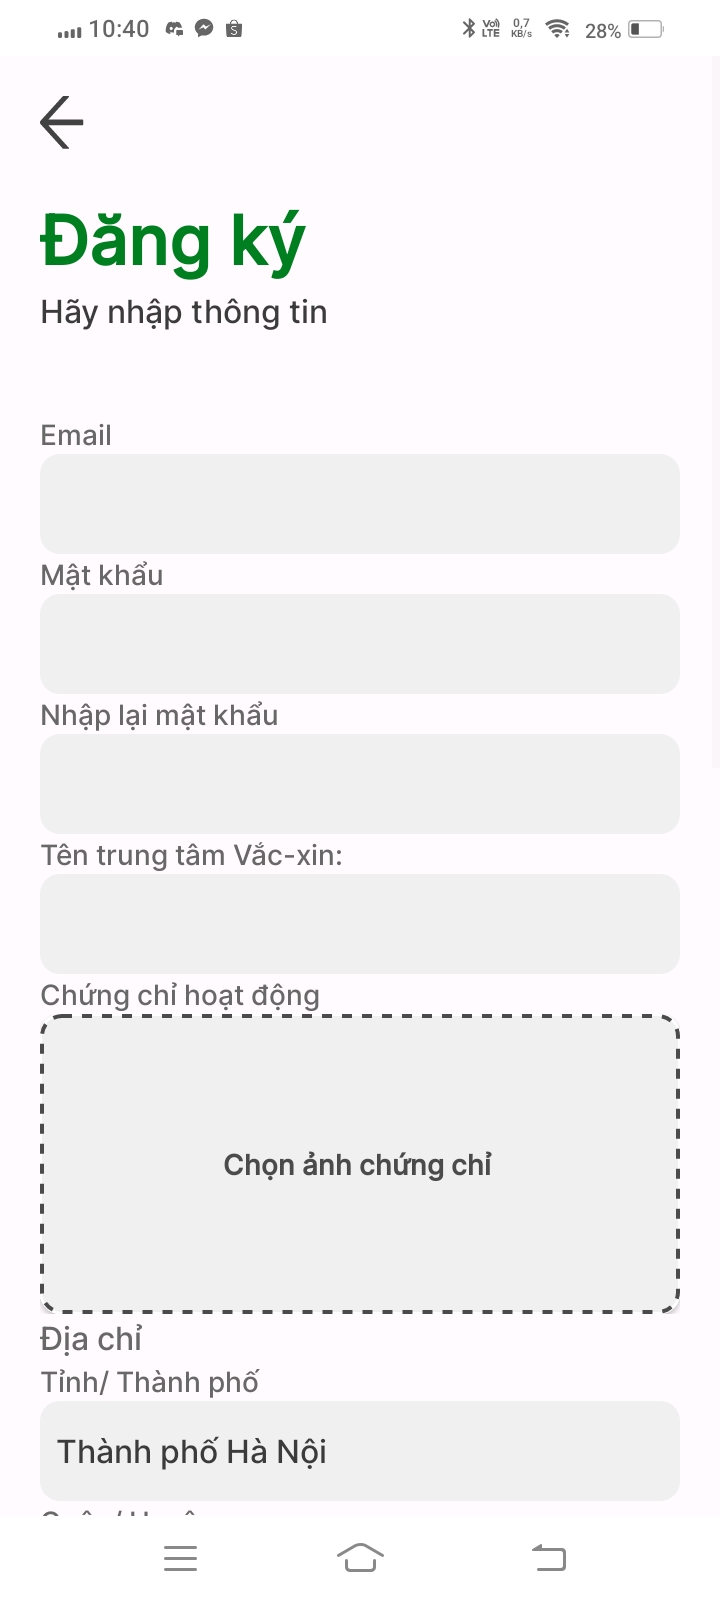 10:40 VoD LTE 0,7 KB/s 28%
Đăng ký
Hãy nhập thông tin
Email
Mật khẩu
Nhập lại mật khẩu
Tên trung tâm Vắc-xin:
Chứng chỉ hoạt động
Chọn ảnh chứng chỉ
Địa chỉ
Tỉnh/ Thành phố
Thành phố Hà Nội